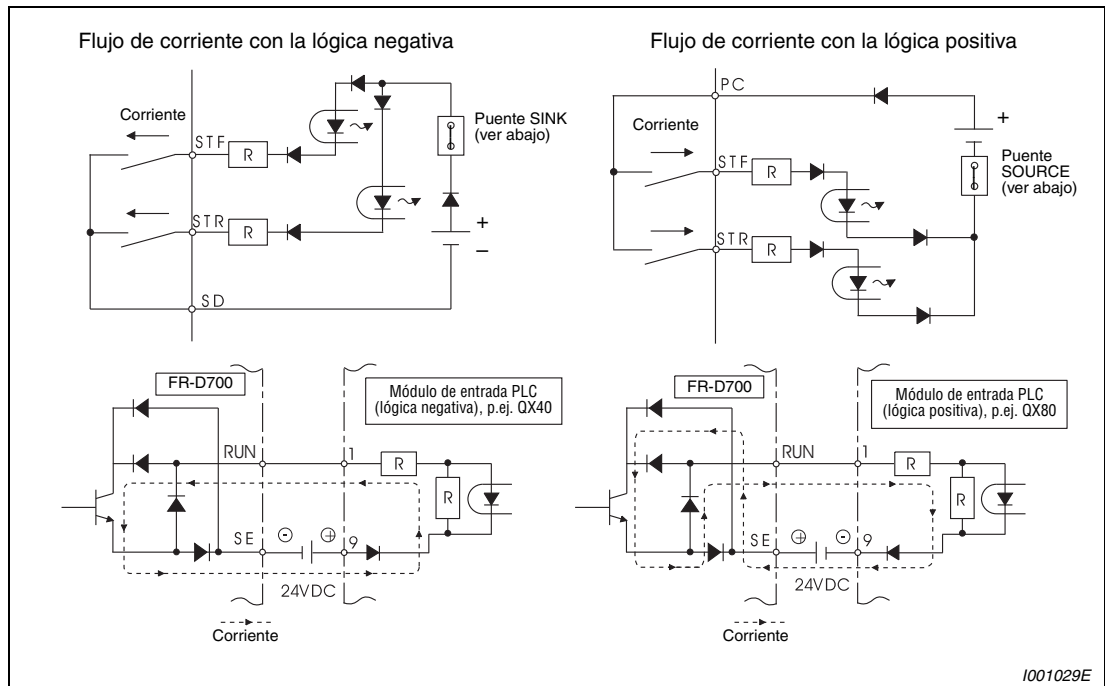 Flujo de corriente con la lógica negativa
Corriente
STF
R
STR
R
SD
Puente SINK
(ver abajo)
+
−
Flujo de corriente con la lógica positiva
PC
Corriente
STF
R
STR
R
+
Puente
SOURCE
(ver abajo)
FR-D700
Módulo de entrada PLC
(lógica negativa), p.ej. QX40
RUN
1
R
R
SE
⊖
⊕
9
24VDC
Corriente
FR-D700
Módulo de entrada PLC
(lógica positiva), p.ej. QX80
RUN
1
R
R
SE
⊕
⊖
9
24VDC
Corriente
I001029E